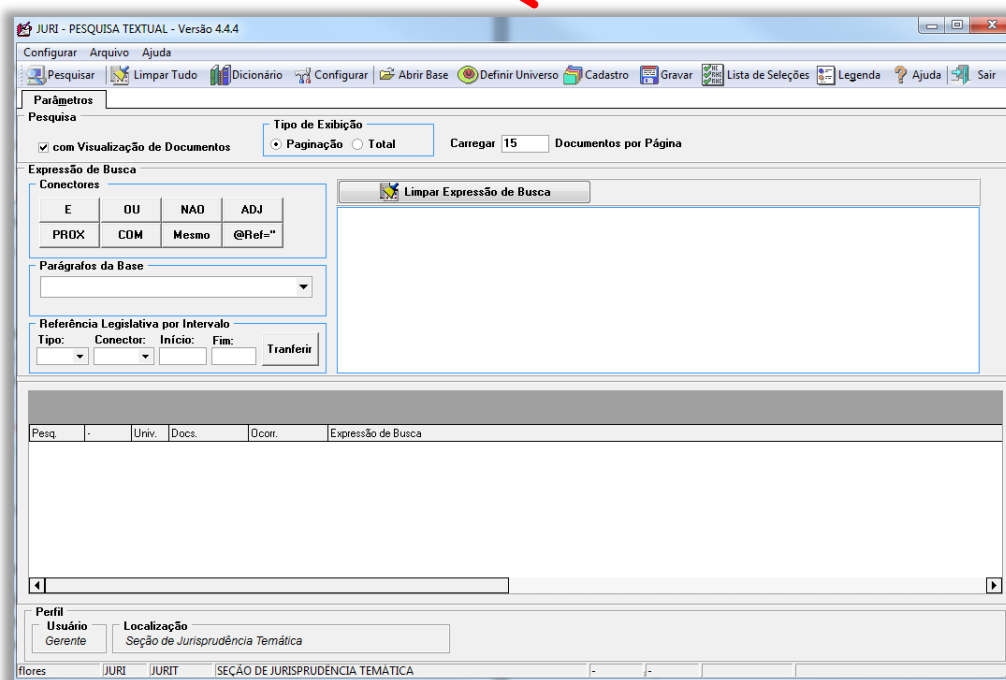 JURI - PESQUISA TEXTUAL - Versão 4.4.4
Configurar Arquivo Ajuda
Pesquisar Limpar Tudo Dicionário Configurar Abrir Base Definir Universo Cadastro Gravar Lista de Seleções Legenda Ajuda Sair
Parâmetros
Pesquisa
com Visualização de Documentos
Tipo de Exibição
Paginação Total
Carregar 15 Documentos por Página
Expressão de Busca
Conectores
E OU NAO ADJ
PROX COM Mesmo @Ref="
Limpar Expressão de Busca
Parágrafos da Base
Referência Legislativa por Intervalo
Tipo: Conector: Início: Fim:
Tranferir
Pesq. - Univ. Docs. Ocorr. Expressão de Busca
Perfil
Usuário Localização
Gerente Seção de Jurisprudência Temática
flores JURI JURIT SEÇÃO DE JURISPRUDÊNCIA TEMÁTICA - -